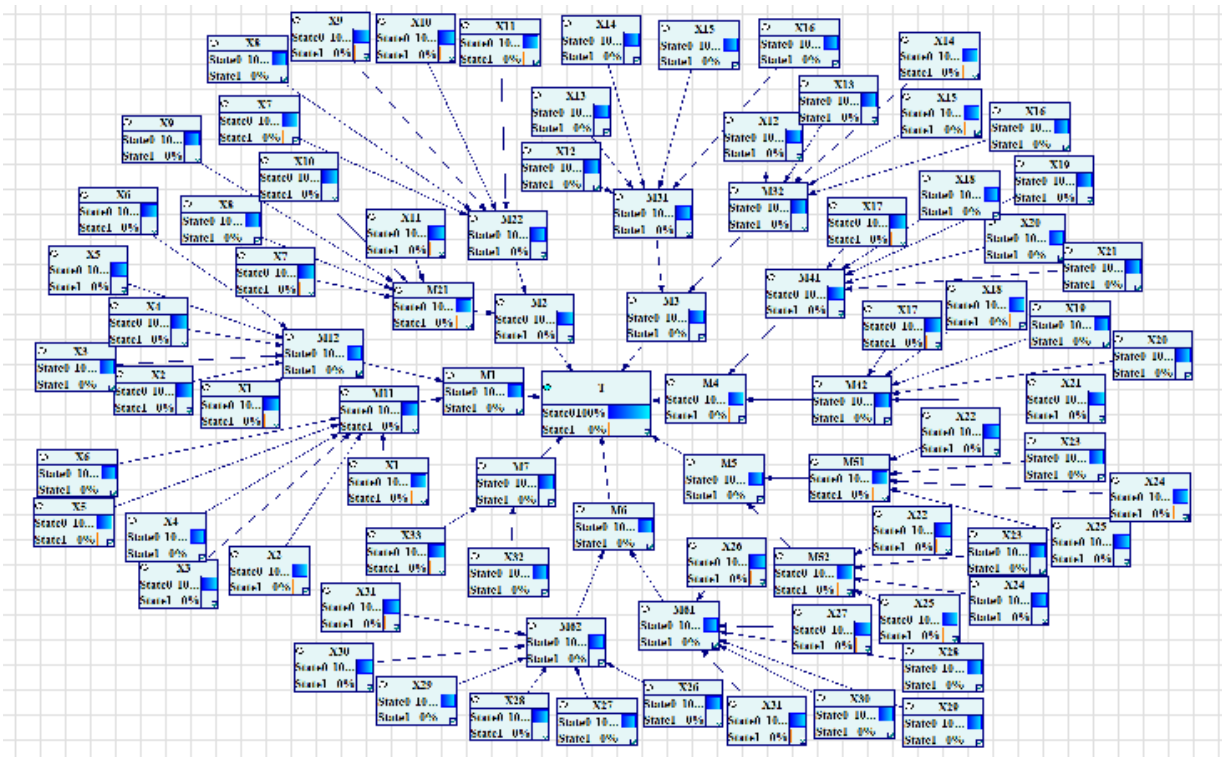 X9
State0 10...
State1 0%
X10
State0 10...
State1 0%
X11
State0 10...
State1 0%
X14
State0 10...
State1 0%
X15
State0 10...
State1 0%
X16
State0 10...
State1 0%
X8
State0 10...
State1 0%
X14
State0 10...
State1 0%
X13
State0 10...
State1 0%
X13
State0 10...
State1 0%
X15
State0 10...
State1 0%
X7
State0 10...
State1 0%
X16
State0 10...
State1 0%
X12
State0 10...
State1 0%
X9
State0 10...
State1 0%
X12
State0 10...
State1 0%
X10
State0 10...
State1 0%
X19
State0 10...
State1 0%
X18
State0 10...
State1 0%
M32
State0 10...
State1 0%
X6
State0 10...
State1 0%
M31
State0 10...
State1 0%
X8
State0 10...
State1 0%
X17
State0 10...
State1 0%
X11
State0 10...
State1 0%
M22
State0 10...
State1 0%
X20
State0 10...
State1 0%
X21
State0 10...
State1 0%
X5
State0 10...
State1 0%
X7
State0 10...
State1 0%
M41
State0 10...
State1 0%
M21
State0 10...
State1 0%
X18
State0 10...
State1 0%
M3
State0 10...
State1 0%
M2
State0 10...
State1 0%
X4
State0 10...
State1 0%
X19
State0 10...
State1 0%
X17
State0 10...
State1 0%
M12
State0 10...
State1 0%
X20
State0 10...
State1 0%
X3
State0 10...
State1 0%
X2
State0 10...
State1 0%
M1
State0 10...
State1 0%
X21
State0 10...
State1 0%
M4
State0 10...
State1 0%
M42
State0 10...
State1 0%
X1
State0 10...
State1 0%
T
State0100%
State1 0%
M11
State0 10...
State1 0%
X22
State0 10...
State1 0%
X23
State0 10...
State1 0%
X6
State0 10...
State1 0%
M51
State0 10...
State1 0%
M5
State0 10...
State1 0%
X1
State0 10...
State1 0%
M7
State0 10...
State1 0%
X24
State0 10...
State1 0%
X5
State0 10...
State1 0%
M6
State0 10...
State1 0%
X22
State0 10...
State1 0%
X4
State0 10...
State1 0%
X25
State0 10...
State1 0%
X33
State0 10...
State1 0%
X23
State0 10...
State1 0%
X26
State0 10...
State1 0%
X2
State0 10...
State1 0%
X32
State0 10...
State1 0%
M52
State0 10...
State1 0%
X3
State0 10...
State1 0%
X24
State0 10...
State1 0%
X31
State0 10...
State1 0%
X25
State0 10...
State1 0%
M61
State0 10...
State1 0%
X27
State0 10...
State1 0%
M62
State0 10...
State1 0%
X30
State0 10...
State1 0%
X28
State0 10...
State1 0%
X29
State0 10...
State1 0%
X26
State0 10...
State1 0%
X30
State0 10...
State1 0%
X28
State0 10...
State1 0%
X31
State0 10...
State1 0%
X27
State0 10...
State1 0%
X29
State0 10...
State1 0%